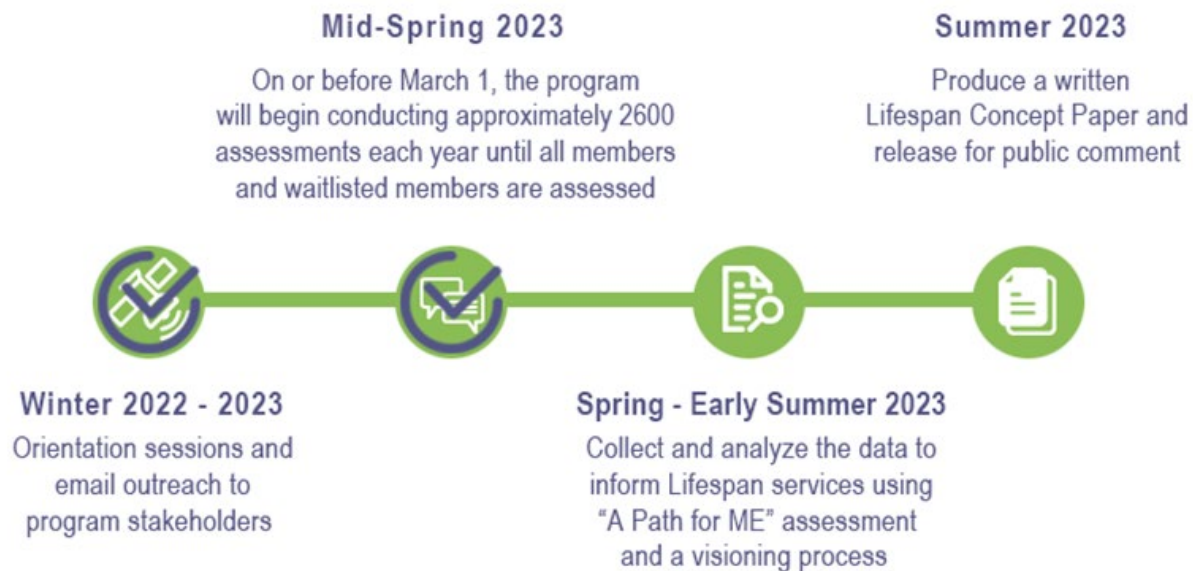 Mid-Spring 2023
On or before March 1, the program
will begin conducting approximately 2600
assessments each year until all members
and waitlisted members are assessed
Summer 2023
Produce a written
Lifespan Concept Paper and
release for public comment
Winter 2022 - 2023
Orientation sessions and
email outreach to
program stakeholders
Spring - Early Summer 2023
Collect and analyze the data to
inform Lifespan services using
“A Path for ME” assessment
and a visioning process